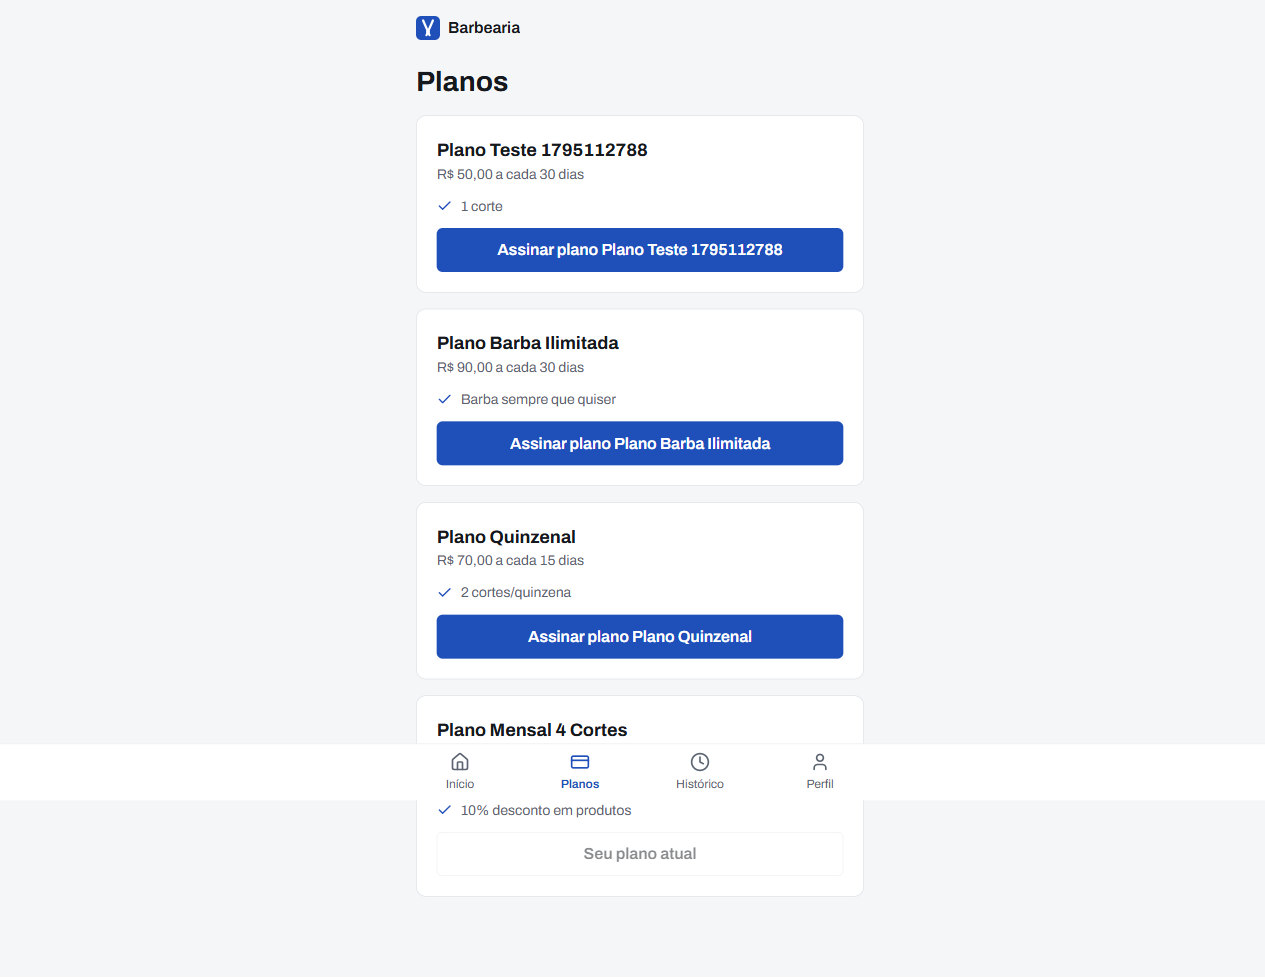 Barbearia
Planos
Plano Teste 1795112788
R$ 50,00 a cada 30 dias
1 corte
Assinar plano Plano Teste 1795112788
Plano Barba Ilimitada
R$ 90,00 a cada 30 dias
Barba sempre que quiser
Assinar plano Plano Barba Ilimitada
Plano Quinzenal
R$ 70,00 a cada 15 dias
2 cortes/quinzena
Assinar plano Plano Quinzenal
Plano Mensal 4 Cortes
Início
Planos
Histórico
Perfil
10% desconto em produtos
Seu plano atual